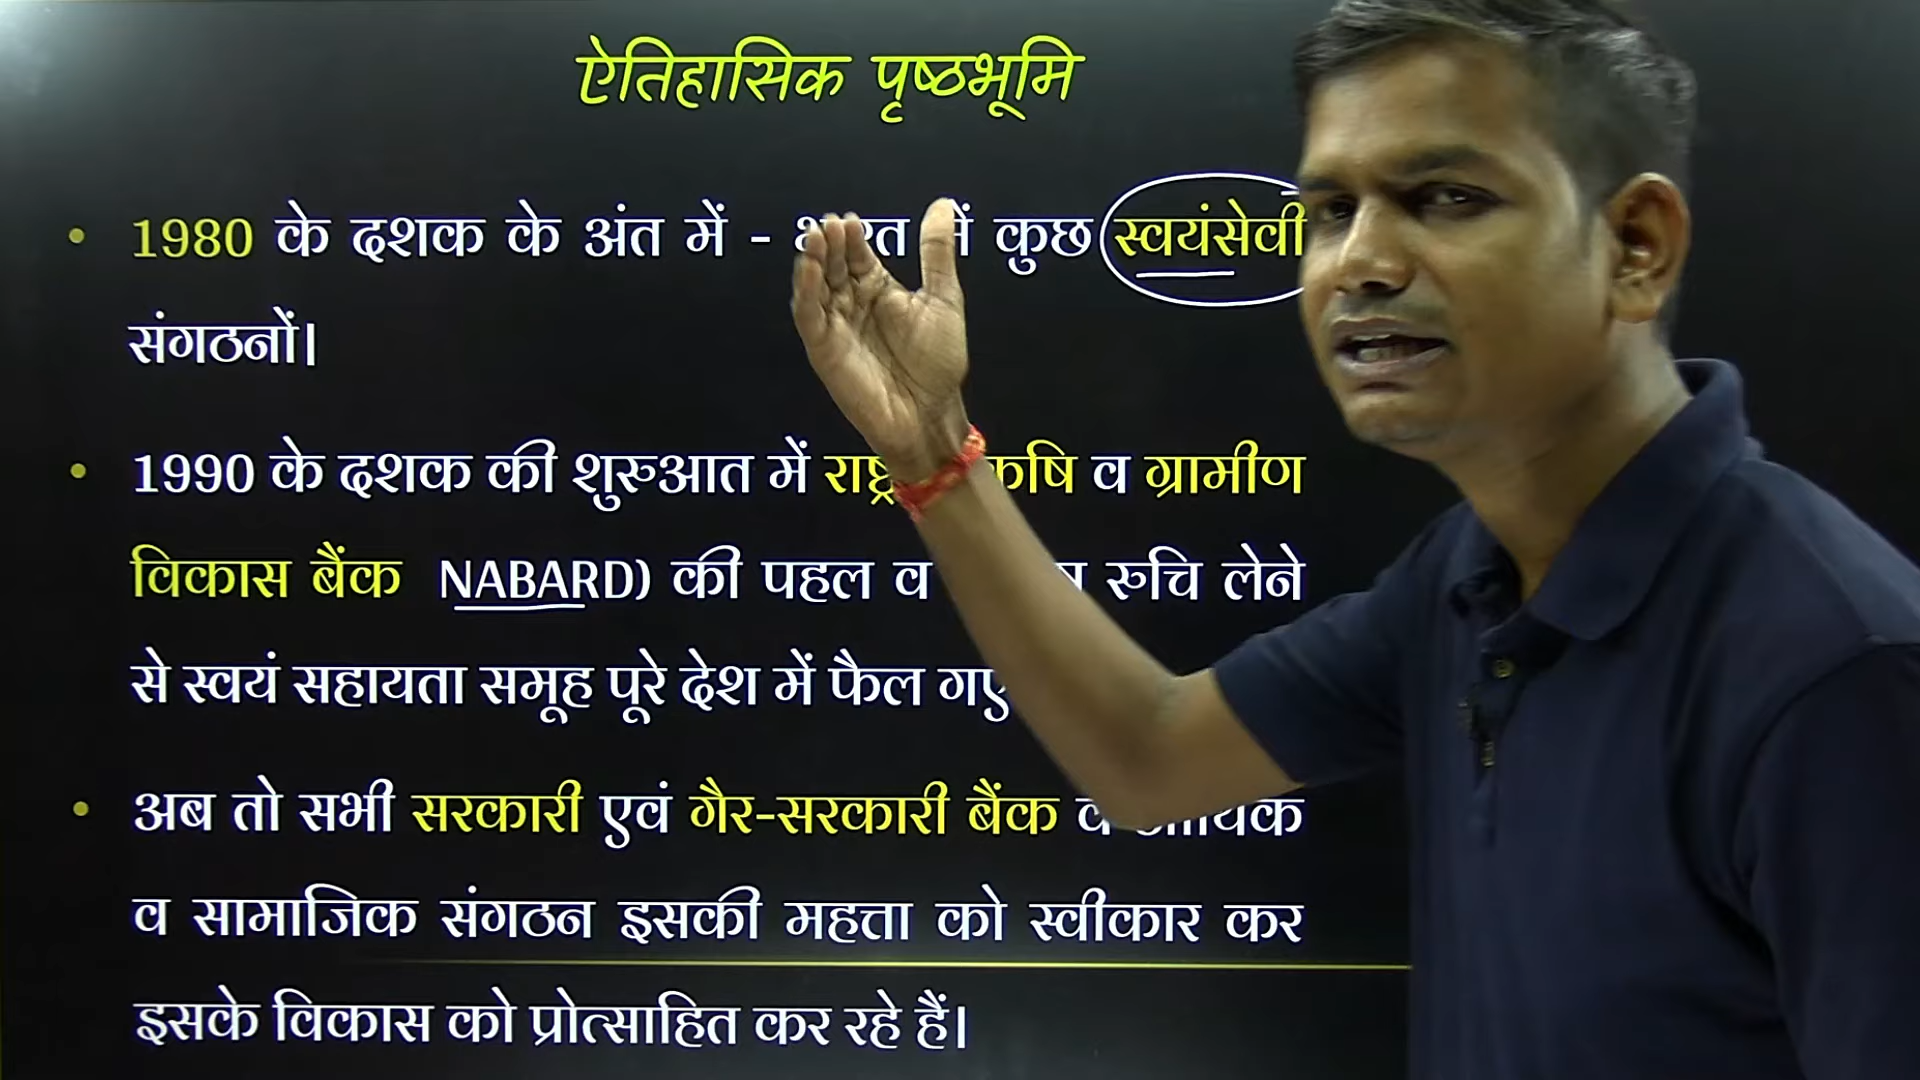 ऐतिहासिक पृष्ठभूमि
• 1980 के दशक के अंत में - में कुछ स्वयंसेवी
संगठनों।
• 1990 के दशक की शुरुआत में व ग्रामीण
विकास बैंक NABARD) की पहल व रुचि लेने
से स्वयं सहायता समूह पूरे देश में फैल गए
• अब तो सभी सरकारी एवं गैर-सरकारी बैंक व
व सामाजिक संगठन इसकी महत्ता को स्वीकार कर
इसके विकास को प्रोत्साहित कर रहे हैं।